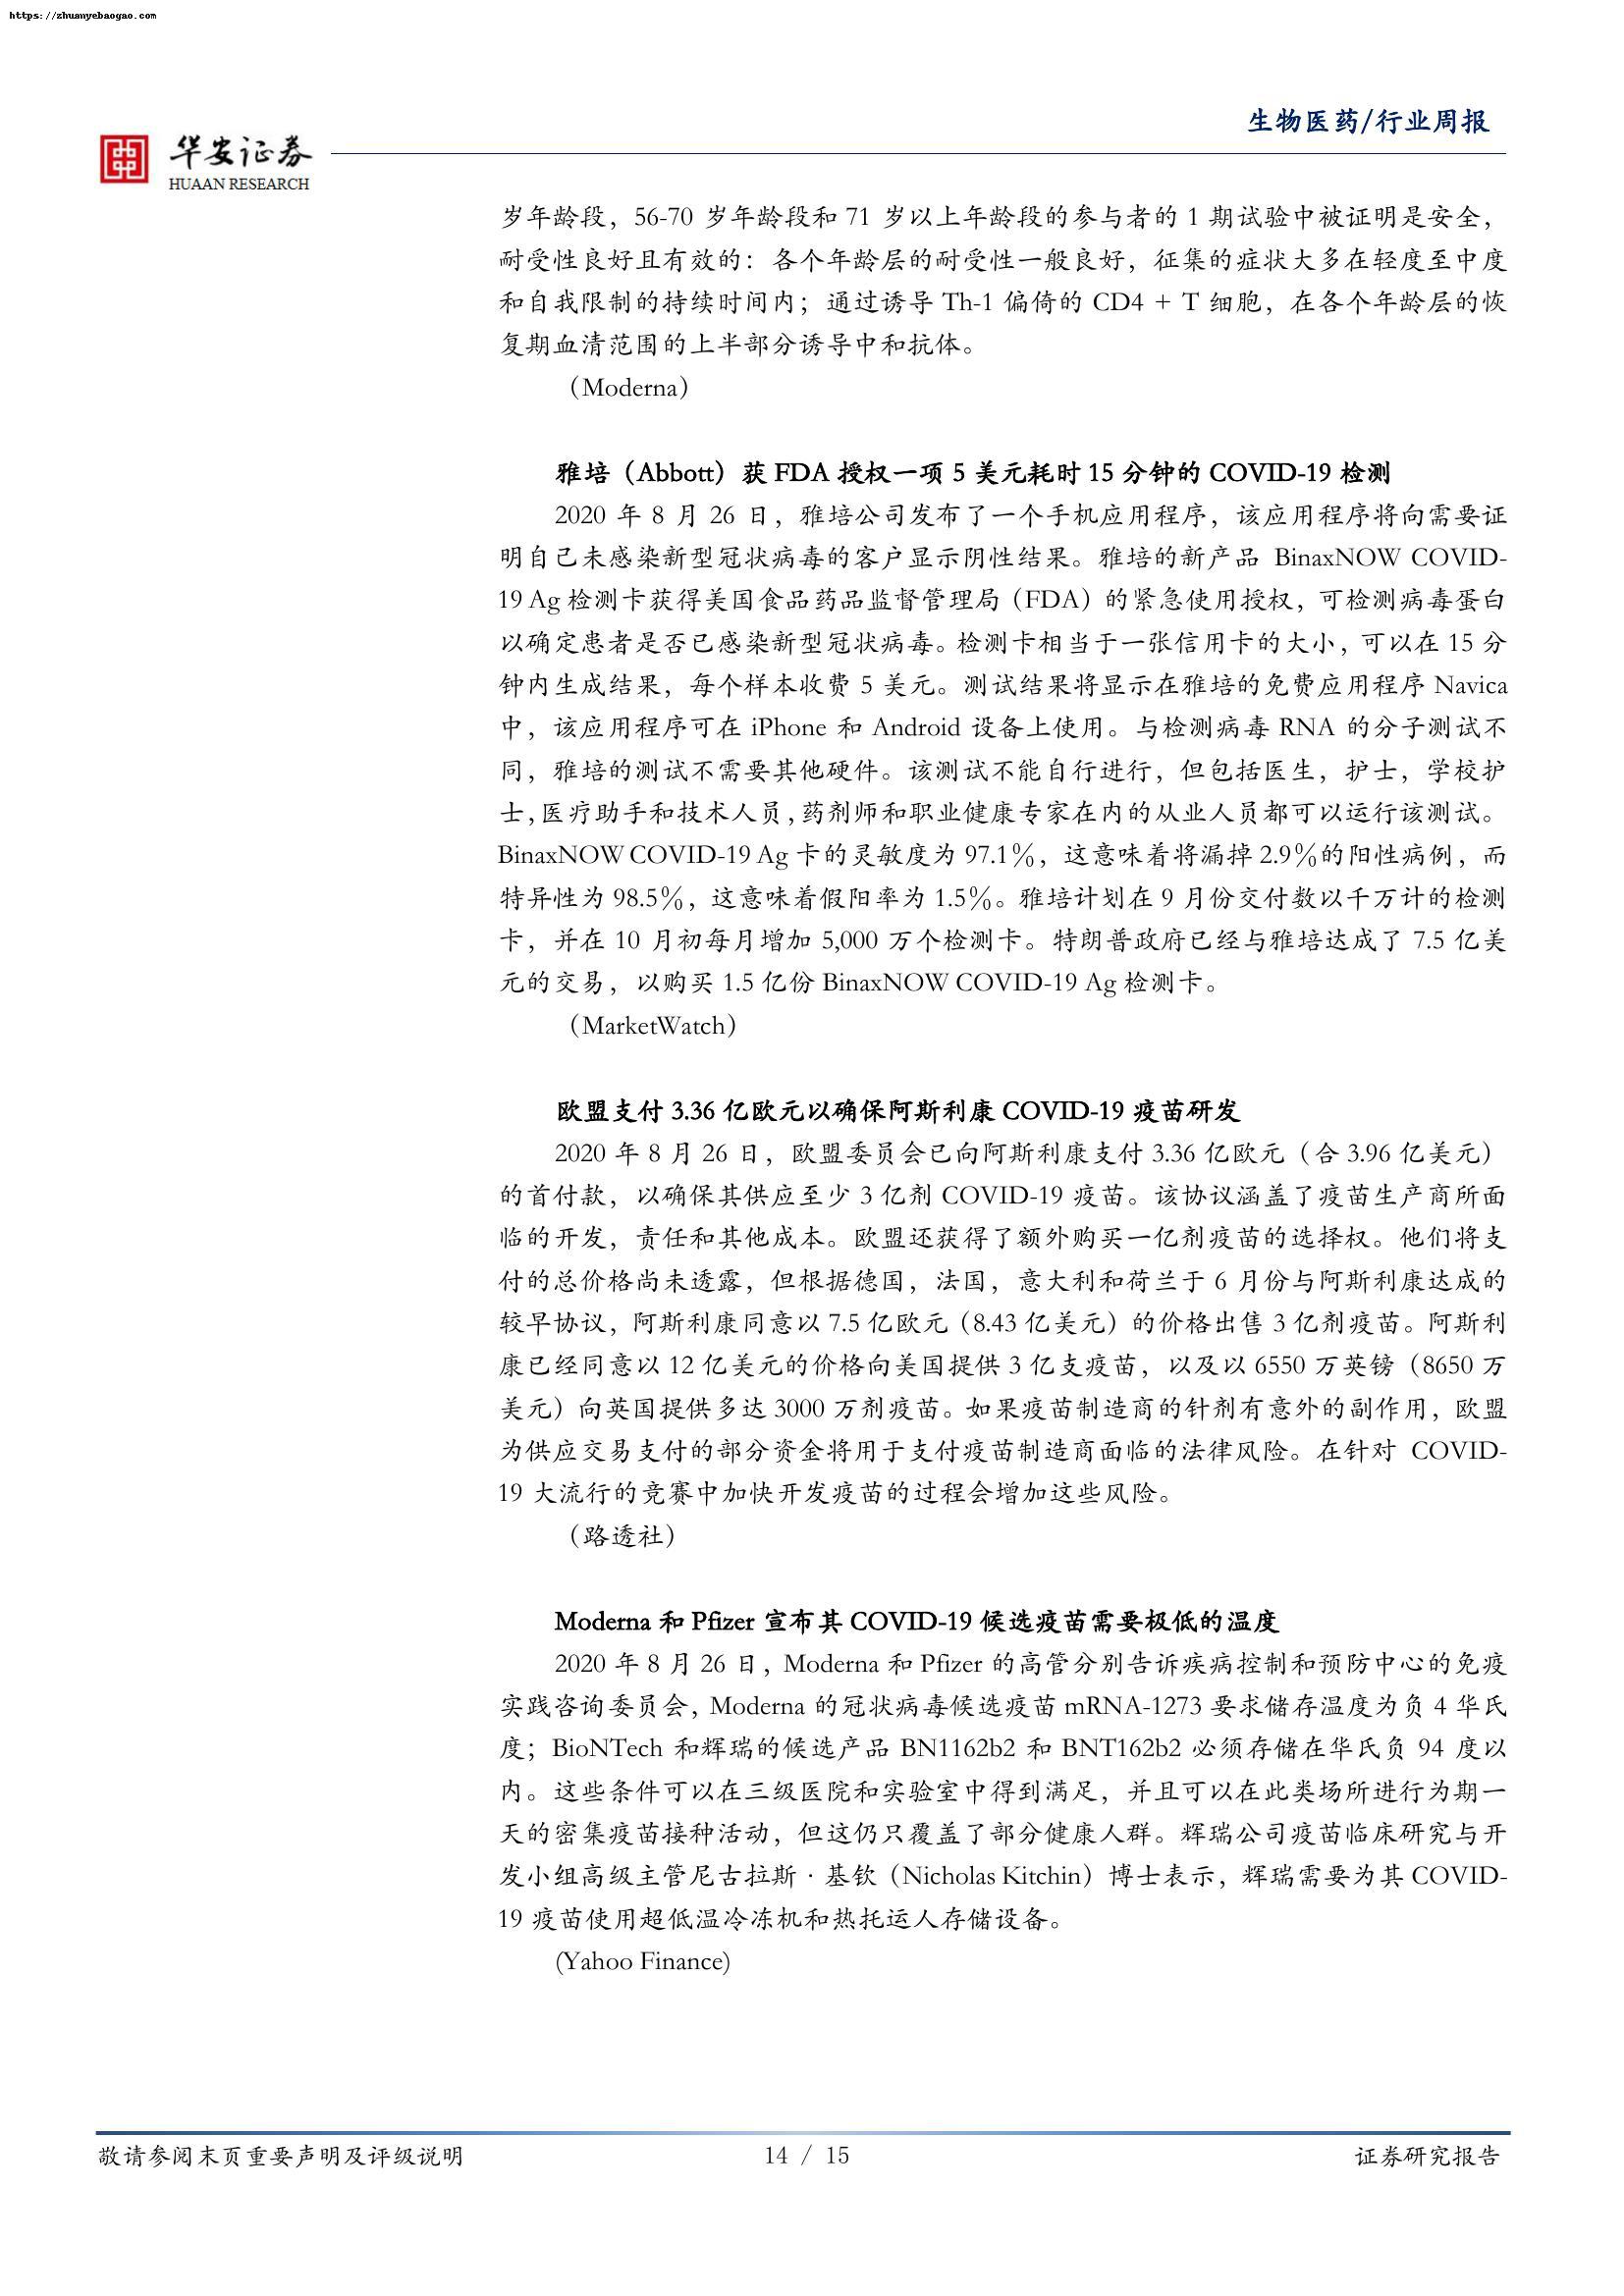 https://zhuanyebaogao.com
生物医药/行业周报
华安证券
HUAAN RESEARCH
岁年龄段，56-70 岁年龄段和 71 岁以上年龄段的参与者的 1 期试验中被证明是安全，
耐受性良好且有效的：各个年龄层的耐受性一般良好，征集的症状大多在轻度至中度
和自我限制的持续时间内；通过诱导 Th-1 偏倚的 CD4 + T 细胞，在各个年龄层的恢
复期血清范围的上半部分诱导中和抗体。
（Moderna）
雅培（Abbott）获 FDA 授权一项 5 美元耗时 15 分钟的 COVID-19 检测
2020 年 8 月 26 日，雅培公司发布了一个手机应用程序，该应用程序将向需要证
明自己未感染新型冠状病毒的客户显示阴性结果。雅培的新产品 BinaxNOW COVID-
19 Ag 检测卡获得美国食品药品监督管理局（FDA）的紧急使用授权，可检测病毒蛋白
以确定患者是否已感染新型冠状病毒。检测卡相当于一张信用卡的大小，可以在 15 分
钟内生成结果，每个样本收费 5 美元。测试结果将显示在雅培的免费应用程序 Navica
中，该应用程序可在 iPhone 和 Android 设备上使用。与检测病毒 RNA 的分子测试不
同，雅培的测试不需要其他硬件。该测试不能自行进行，但包括医生，护士，学校护
士，医疗助手和技术人员，药剂师和职业健康专家在内的从业人员都可以运行该测试。
BinaxNOW COVID-19 Ag 卡的灵敏度为 97.1％，这意味着将漏掉 2.9％的阳性病例，而
特异性为 98.5％，这意味着假阳率为 1.5％。雅培计划在 9 月份交付数以千万计的检测
卡，并在 10 月初每月增加 5,000 万个检测卡。特朗普政府已经与雅培达成了 7.5 亿美
元的交易，以购买 1.5 亿份 BinaxNOW COVID-19 Ag 检测卡。
（MarketWatch）
欧盟支付 3.36 亿欧元以确保阿斯利康 COVID-19 疫苗研发
2020 年 8 月 26 日，欧盟委员会已向阿斯利康支付 3.36 亿欧元（合 3.96 亿美元）
的首付款，以确保其供应至少 3 亿剂 COVID-19 疫苗。该协议涵盖了疫苗生产商所面
临的开发，责任和其他成本。欧盟还获得了额外购买一亿剂疫苗的选择权。他们将支
付的总价格尚未透露，但根据德国，法国，意大利和荷兰于 6 月份与阿斯利康达成的
较早协议，阿斯利康同意以 7.5 亿欧元（8.43 亿美元）的价格出售 3 亿剂疫苗。阿斯利
康已经同意以 12 亿美元的价格向美国提供 3 亿支疫苗，以及以 6550 万英镑（8650 万
美元）向英国提供多达 3000 万剂疫苗。如果疫苗制造商的针剂有意外的副作用，欧盟
为供应交易支付的部分资金将用于支付疫苗制造商面临的法律风险。在针对 COVID-
19 大流行的竞赛中加快开发疫苗的过程会增加这些风险。
（路透社）
Moderna 和 Pfizer 宣布其 COVID-19 候选疫苗需要极低的温度
2020 年 8 月 26 日，Moderna 和 Pfizer 的高管分别告诉疾病控制和预防中心的免疫
实践咨询委员会，Moderna 的冠状病毒候选疫苗 mRNA-1273 要求储存温度为负 4 华氏
度；BioNTech 和辉瑞的候选产品 BN1162b2 和 BNT162b2 必须存储在华氏负 94 度以
内。这些条件可以在三级医院和实验室中得到满足，并且可以在此类场所进行为期一
天的密集疫苗接种活动，但这仍只覆盖了部分健康人群。辉瑞公司疫苗临床研究与开
发小组高级主管尼古拉斯·基钦（Nicholas Kitchin）博士表示，辉瑞需要为其 COVID-
19 疫苗使用超低温冷冻机和热托运人存储设备。
(Yahoo Finance)
敬请参阅末页重要声明及评级说明
14 / 15
证券研究报告